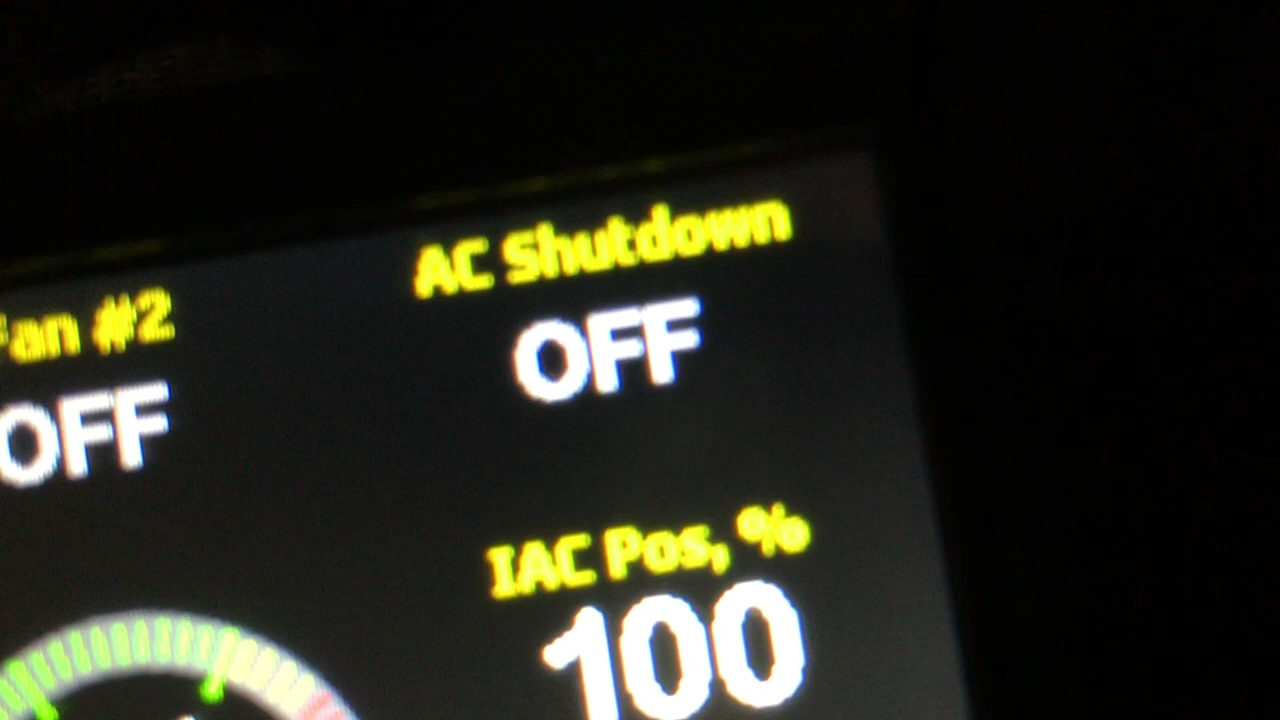 Fan #2
OFF
AC Shutdown
OFF
IAC Pos, %
100